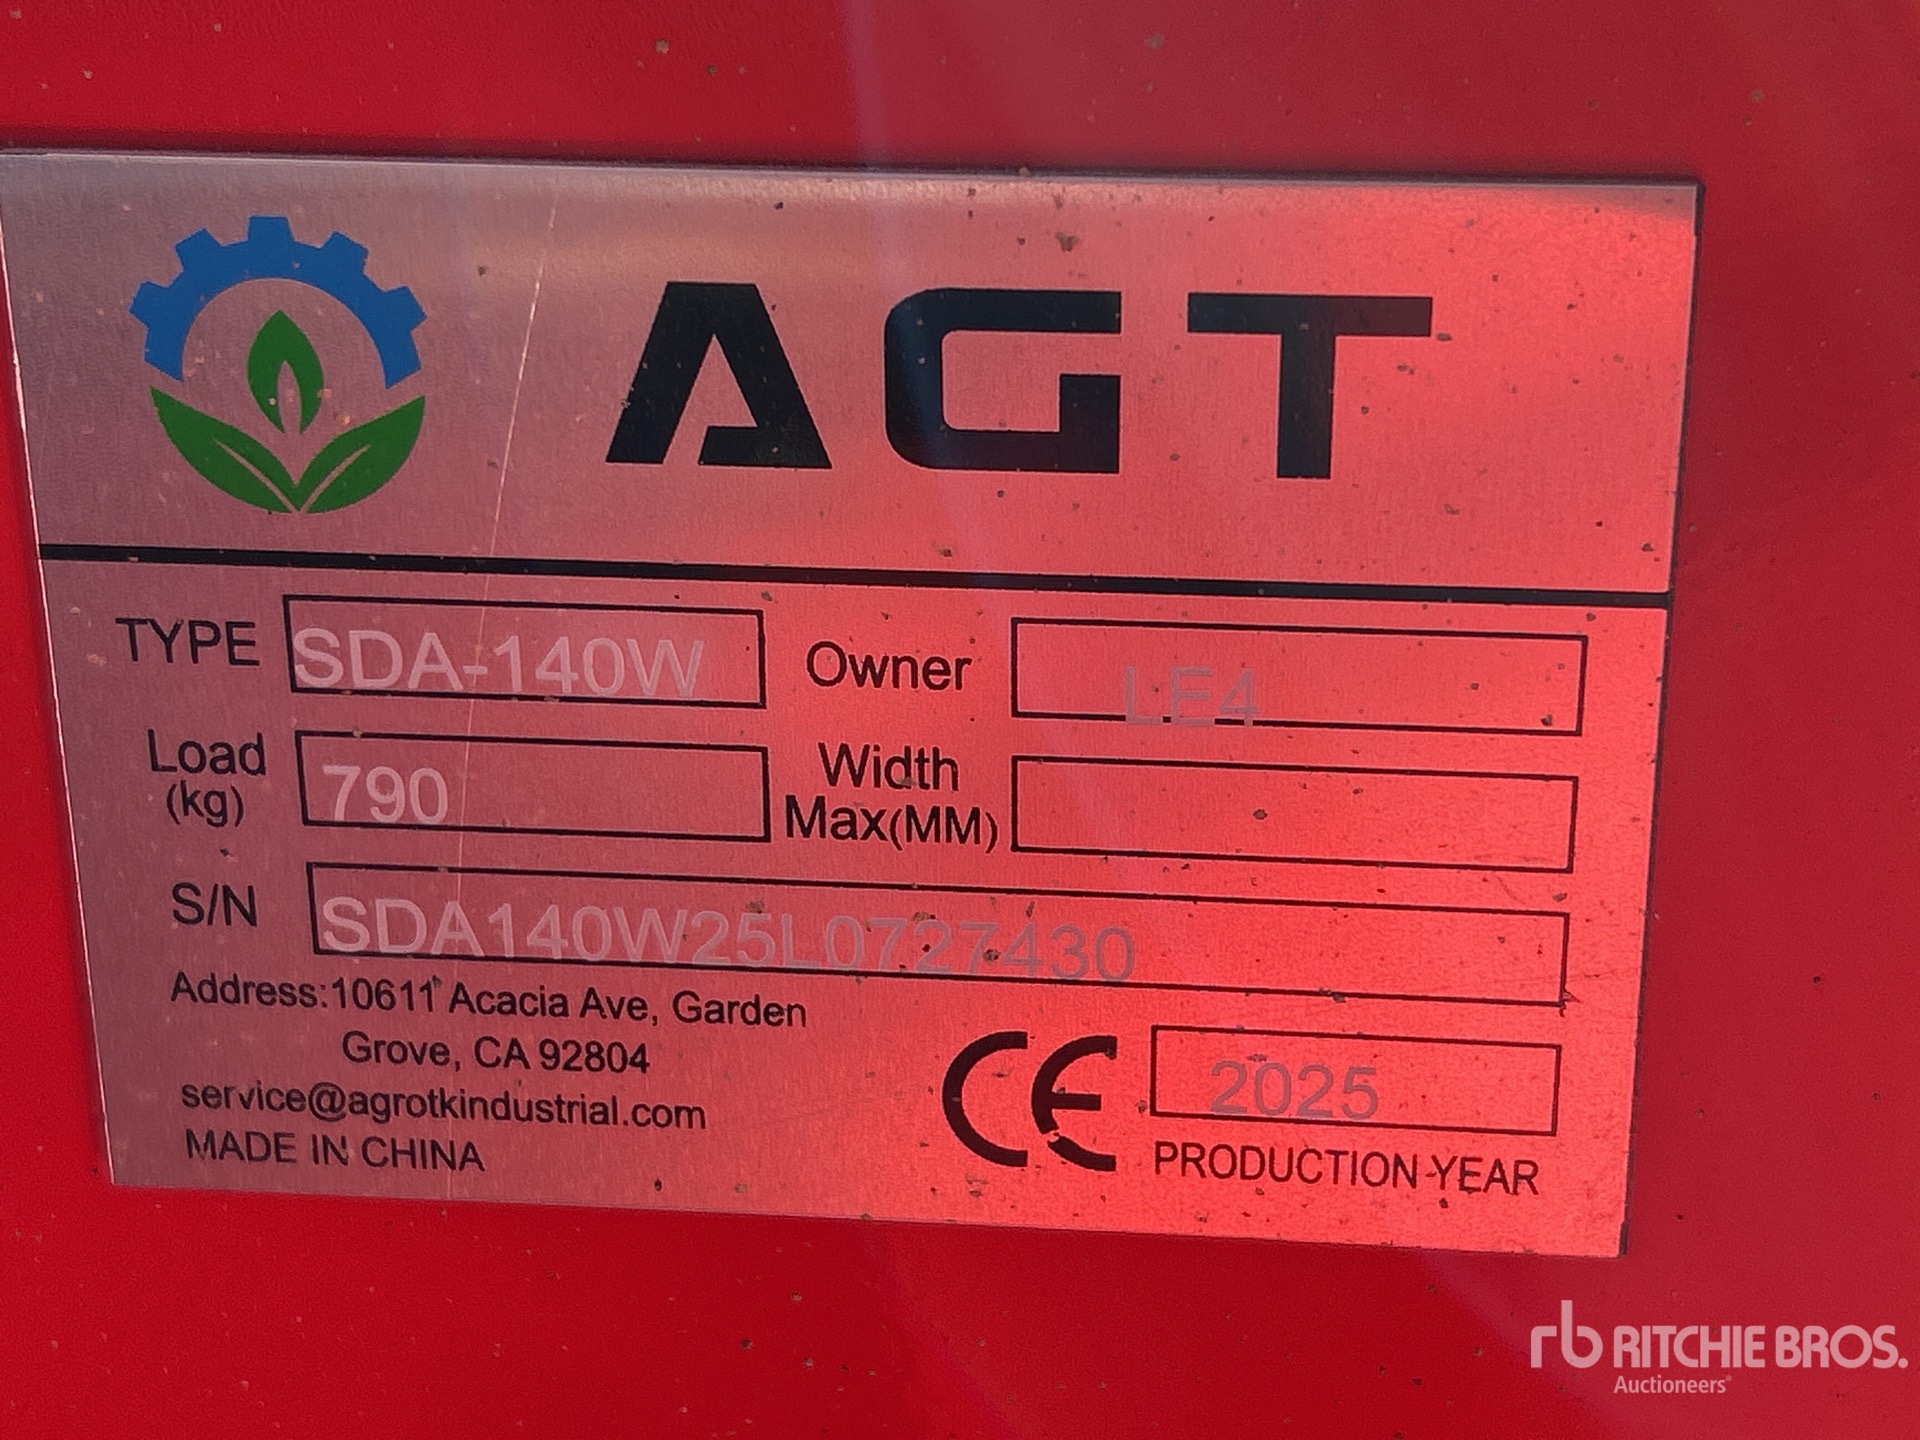 AGT
TYPE SDA-140W Owner LE4
Load (kg) 790 Width Max(MM)
S/N SDA140W25L0727430
Address:10611 Acacia Ave, Garden
Grove, CA 92804
service@agrotkindustrial.com
MADE IN CHINA
CE 2025
PRODUCTION YEAR
rb RITCHIE BROS.
Auctioneers